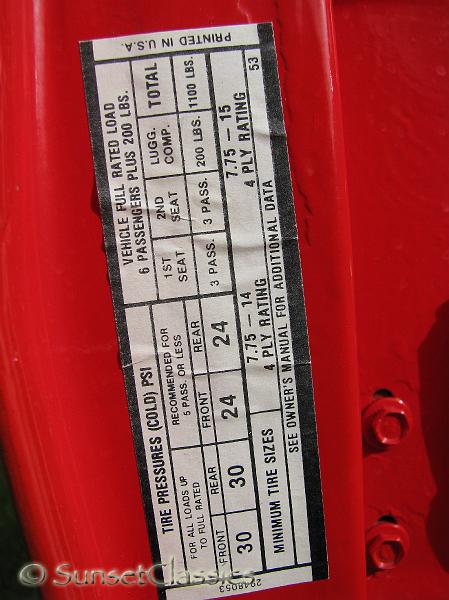 TIRE PRESSURES (COLD) PSI
FOR ALL LOADS UP
TO FULL RATED
RECOMMENDED FOR
5 PASS. OR LESS
FRONT REAR FRONT REAR
30 30 24 24
VEHICLE FULL RATED LOAD
6 PASSENGERS PLUS 200 LBS.
1ST
SEAT
2ND
SEAT
LUGG.
COMP.
TOTAL
3 PASS. 3 PASS. 200 LBS. 1100 LBS.
MINIMUM TIRE SIZES
7.75 – 14
4 PLY RATING
7.75 – 15
4 PLY RATING
SEE OWNER'S MANUAL FOR ADDITIONAL DATA
53
2948053
PRINTED IN U.S.A.
© SunsetClassics